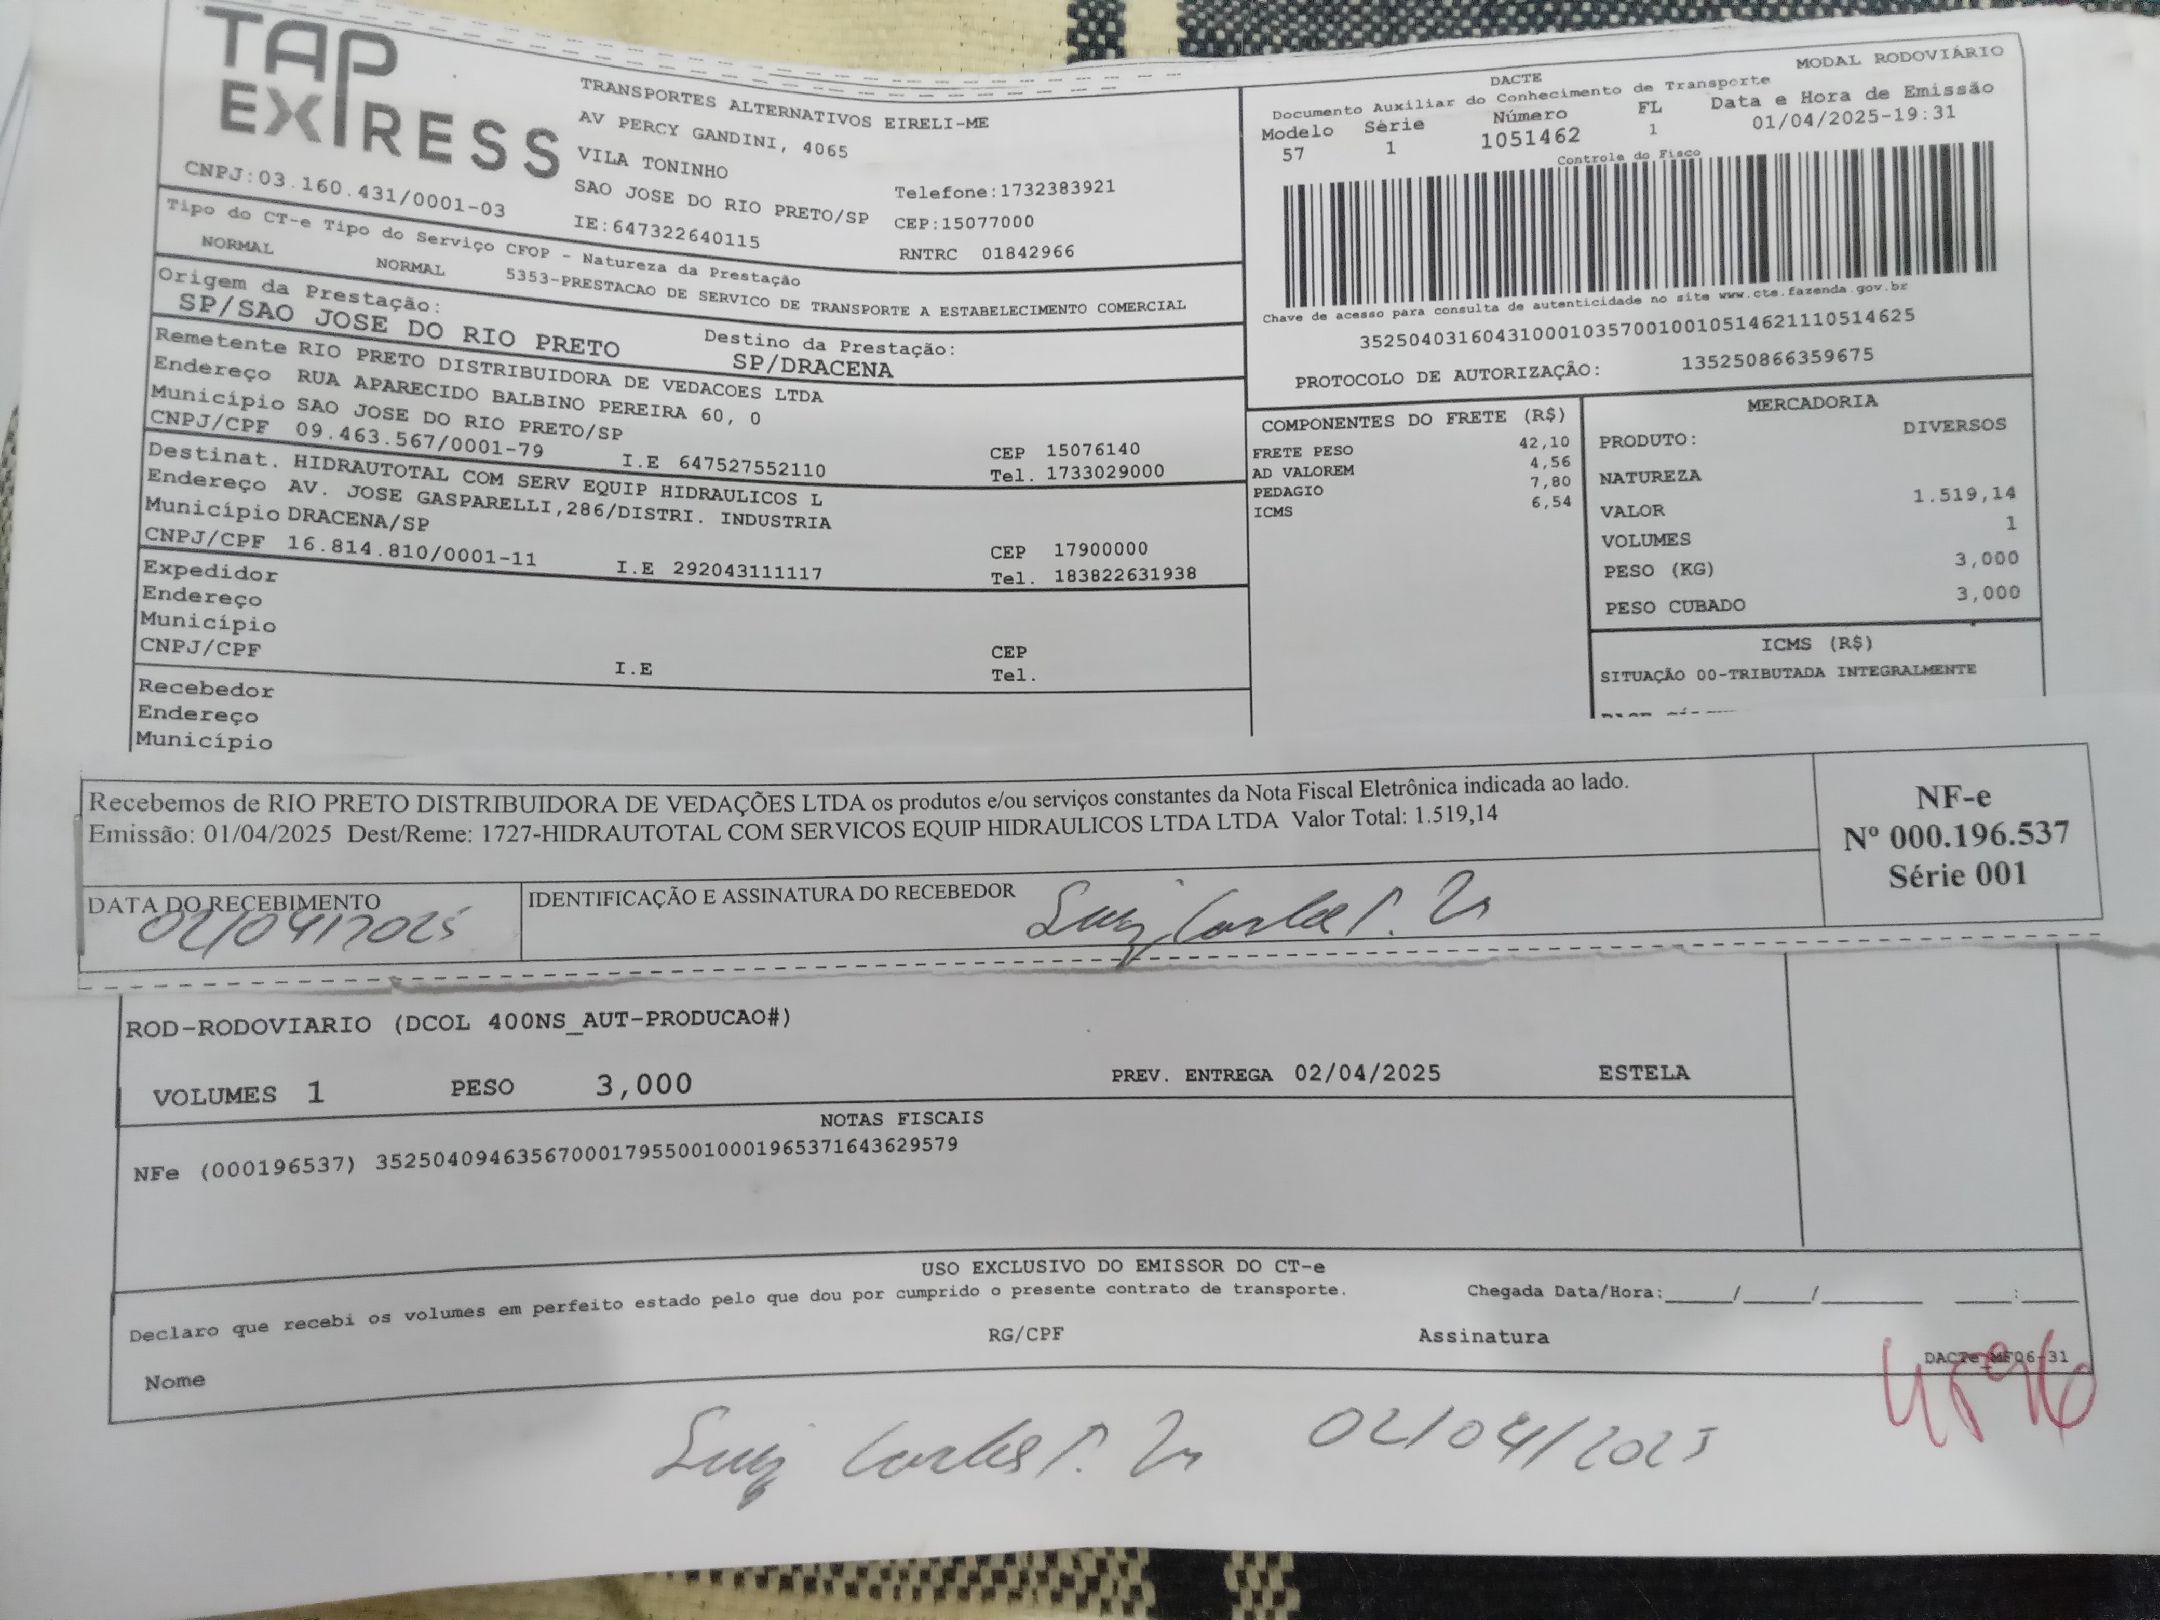 TAP
EXPRESS
TRANSPORTES ALTERNATIVOS EIRELI-ME
AV PERCY GANDINI, 4065
VILA TONINHO
SAO JOSE DO RIO PRETO/SP
IE:647322640115
Telefone:1732383921
CEP:15077000
RNTRC 01842966
CNPJ:03.160.431/0001-03
Tipo do CT-e Tipo do Serviço CFOP - Natureza da Prestação
NORMAL NORMAL 5353-PRESTACAO DE SERVICO DE TRANSPORTE A ESTABELECIMENTO COMERCIAL
Origem da Prestação:
SP/SAO JOSE DO RIO PRETO
Destino da Prestação:
SP/DRACENA
Remetente RIO PRETO DISTRIBUIDORA DE VEDACOES LTDA
Endereço RUA APARECIDO BALBINO PEREIRA 60, 0
Município SAO JOSE DO RIO PRETO/SP CEP 15076140
CNPJ/CPF 09.463.567/0001-79 I.E 647527552110 Tel. 1733029000
Destinat. HIDRAUTOTAL COM SERV EQUIP HIDRAULICOS L
Endereço AV. JOSE GASPARELLI,286/DISTRI. INDUSTRIA
Município DRACENA/SP CEP 17900000
CNPJ/CPF 16.814.810/0001-11 I.E 292043111117 Tel. 183822631938
Expedidor
Endereço
Município CEP
CNPJ/CPF I.E Tel.
Recebedor
Endereço
Município
MODAL RODOVIÁRIO
DACTE
Documento Auxiliar do Conhecimento de Transporte
Modelo Série Número FL Data e Hora de Emissão
57 1 1051462 1 01/04/2025-19:31
Controle do Fisco
Chave de acesso para consulta de autenticidade no site www.cte.fazenda.gov.br
35250403160431000103570010010514621110514625
PROTOCOLO DE AUTORIZAÇÃO: 135250866359675
COMPONENTES DO FRETE (R$)
FRETE PESO 42,10
AD VALOREM 4,56
PEDAGIO 7,80
ICMS 6,54
MERCADORIA
PRODUTO: DIVERSOS
NATUREZA
VALOR 1.519,14
VOLUMES 1
PESO (KG) 3,000
PESO CUBADO 3,000
ICMS (R$)
SITUAÇÃO 00-TRIBUTADA INTEGRALMENTE
Recebemos de RIO PRETO DISTRIBUIDORA DE VEDAÇÕES LTDA os produtos e/ou serviços constantes da Nota Fiscal Eletrônica indicada ao lado.
Emissão: 01/04/2025 Dest/Reme: 1727-HIDRAUTOTAL COM SERVICOS EQUIP HIDRAULICOS LTDA LTDA Valor Total: 1.519,14
NF-e
Nº 000.196.537
Série 001
DATA DO RECEBIMENTO
02/04/2025
IDENTIFICAÇÃO E ASSINATURA DO RECEBEDOR
Luiz Carlos
ROD-RODOVIARIO (DCOL 400NS_AUT-PRODUCAO#)
VOLUMES 1 PESO 3,000 PREV. ENTREGA 02/04/2025 ESTELA
NOTAS FISCAIS
NFe (000196537) 35250409463567000179550010001965371643629579
USO EXCLUSIVO DO EMISSOR DO CT-e
Declaro que recebi os volumes em perfeito estado pelo que dou por cumprido o presente contrato de transporte.
Chegada Data/Hora:_____/_____/_______ ____:____
Nome RG/CPF Assinatura
DACTe_MF06-31
Luiz Carlos 02/04/2025